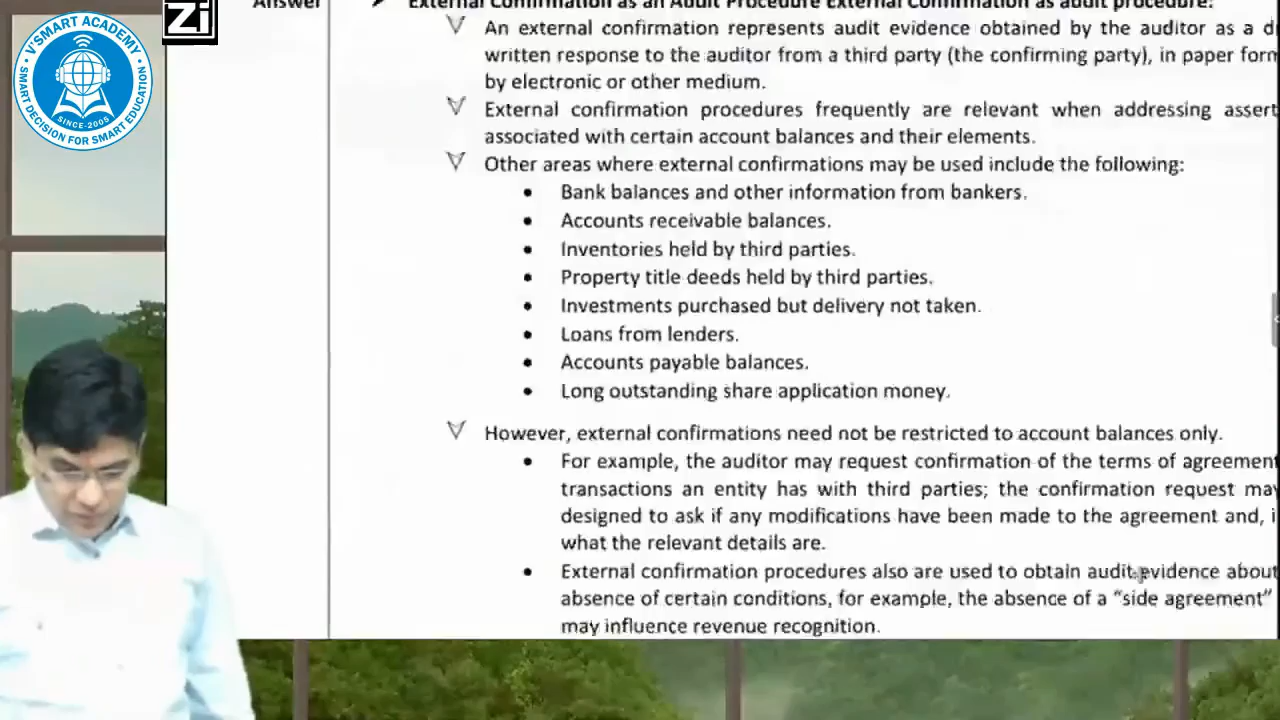 V'SMART ACADEMY
SMART DECISION FOR SMART EDUCATION
SINCE-2005
Zi
Answer
External Confirmation as an Audit Procedure External Confirmation as audit procedure:
An external confirmation represents audit evidence obtained by the auditor as a d
written response to the auditor from a third party (the confirming party), in paper form
by electronic or other medium.
External confirmation procedures frequently are relevant when addressing assert
associated with certain account balances and their elements.
Other areas where external confirmations may be used include the following:
• Bank balances and other information from bankers.
• Accounts receivable balances.
• Inventories held by third parties.
• Property title deeds held by third parties.
• Investments purchased but delivery not taken.
• Loans from lenders.
• Accounts payable balances.
• Long outstanding share application money.
However, external confirmations need not be restricted to account balances only.
• For example, the auditor may request confirmation of the terms of agreement
transactions an entity has with third parties; the confirmation request may
designed to ask if any modifications have been made to the agreement and, i
what the relevant details are.
• External confirmation procedures also are used to obtain audit evidence about
absence of certain conditions, for example, the absence of a "side agreement"
may influence revenue recognition.